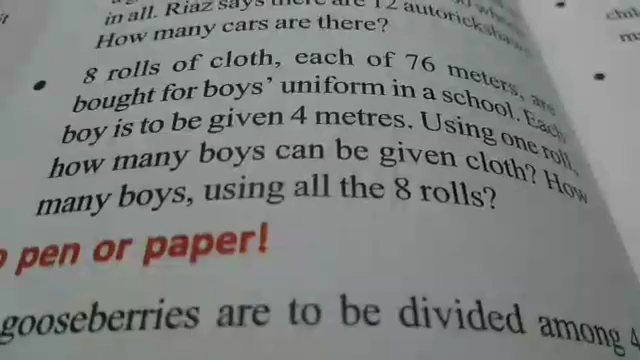 in all. Riaz says there are 12 autorickshaws
How many cars are there?
• 8 rolls of cloth, each of 76 meters, are
bought for boys' uniform in a school. Each
boy is to be given 4 metres. Using one roll,
how many boys can be given cloth? How
many boys, using all the 8 rolls?
pen or paper!
gooseberries are to be divided among 4